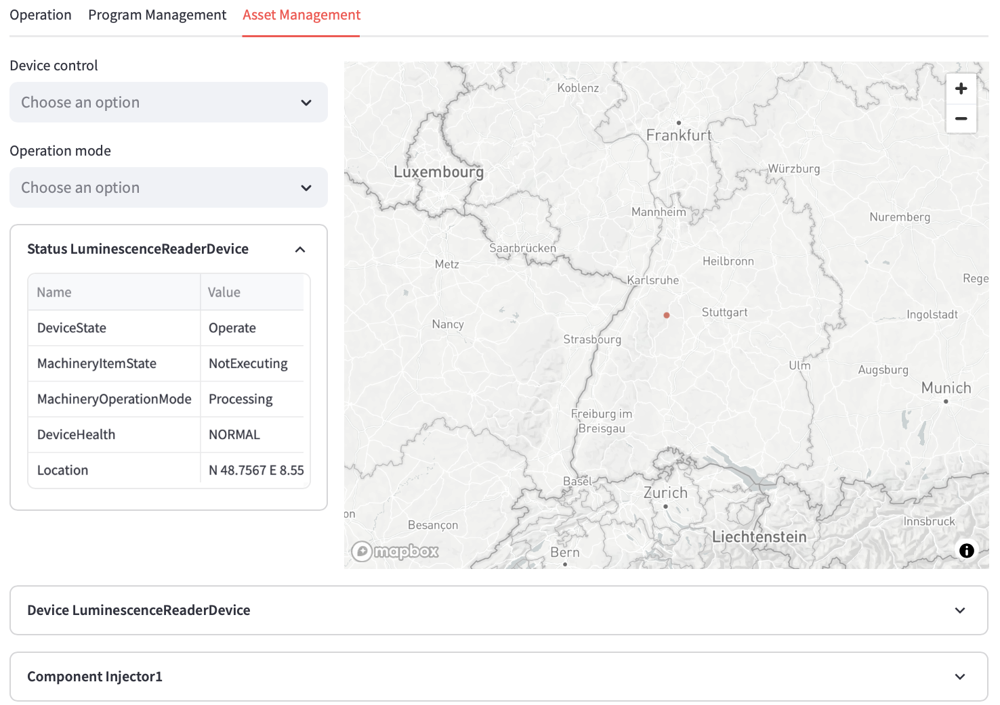 Operation Program Management Asset Management
Device control
Choose an option
Operation mode
Choose an option
Status LuminescenceReaderDevice
Name Value
DeviceState Operate
MachineryItemState NotExecuting
MachineryOperationMode Processing
DeviceHealth NORMAL
Location N 48.7567 E 8.55
Koblenz
Frankfurt
Luxembourg
Würzburg
Mannheim
Nuremberg
Saarbrücken
Metz
Heilbronn
Karlsruhe
Rege
Stuttgart
Ingolstadt
Nancy
Strasbourg
Ulm
Augsburg
Munich
Freiburg im
Breisgau
Basel
Zurich
on
Besançon
Innsbruck
Liechtenstein
mapbox
Bern
Device LuminescenceReaderDevice
Component Injector1